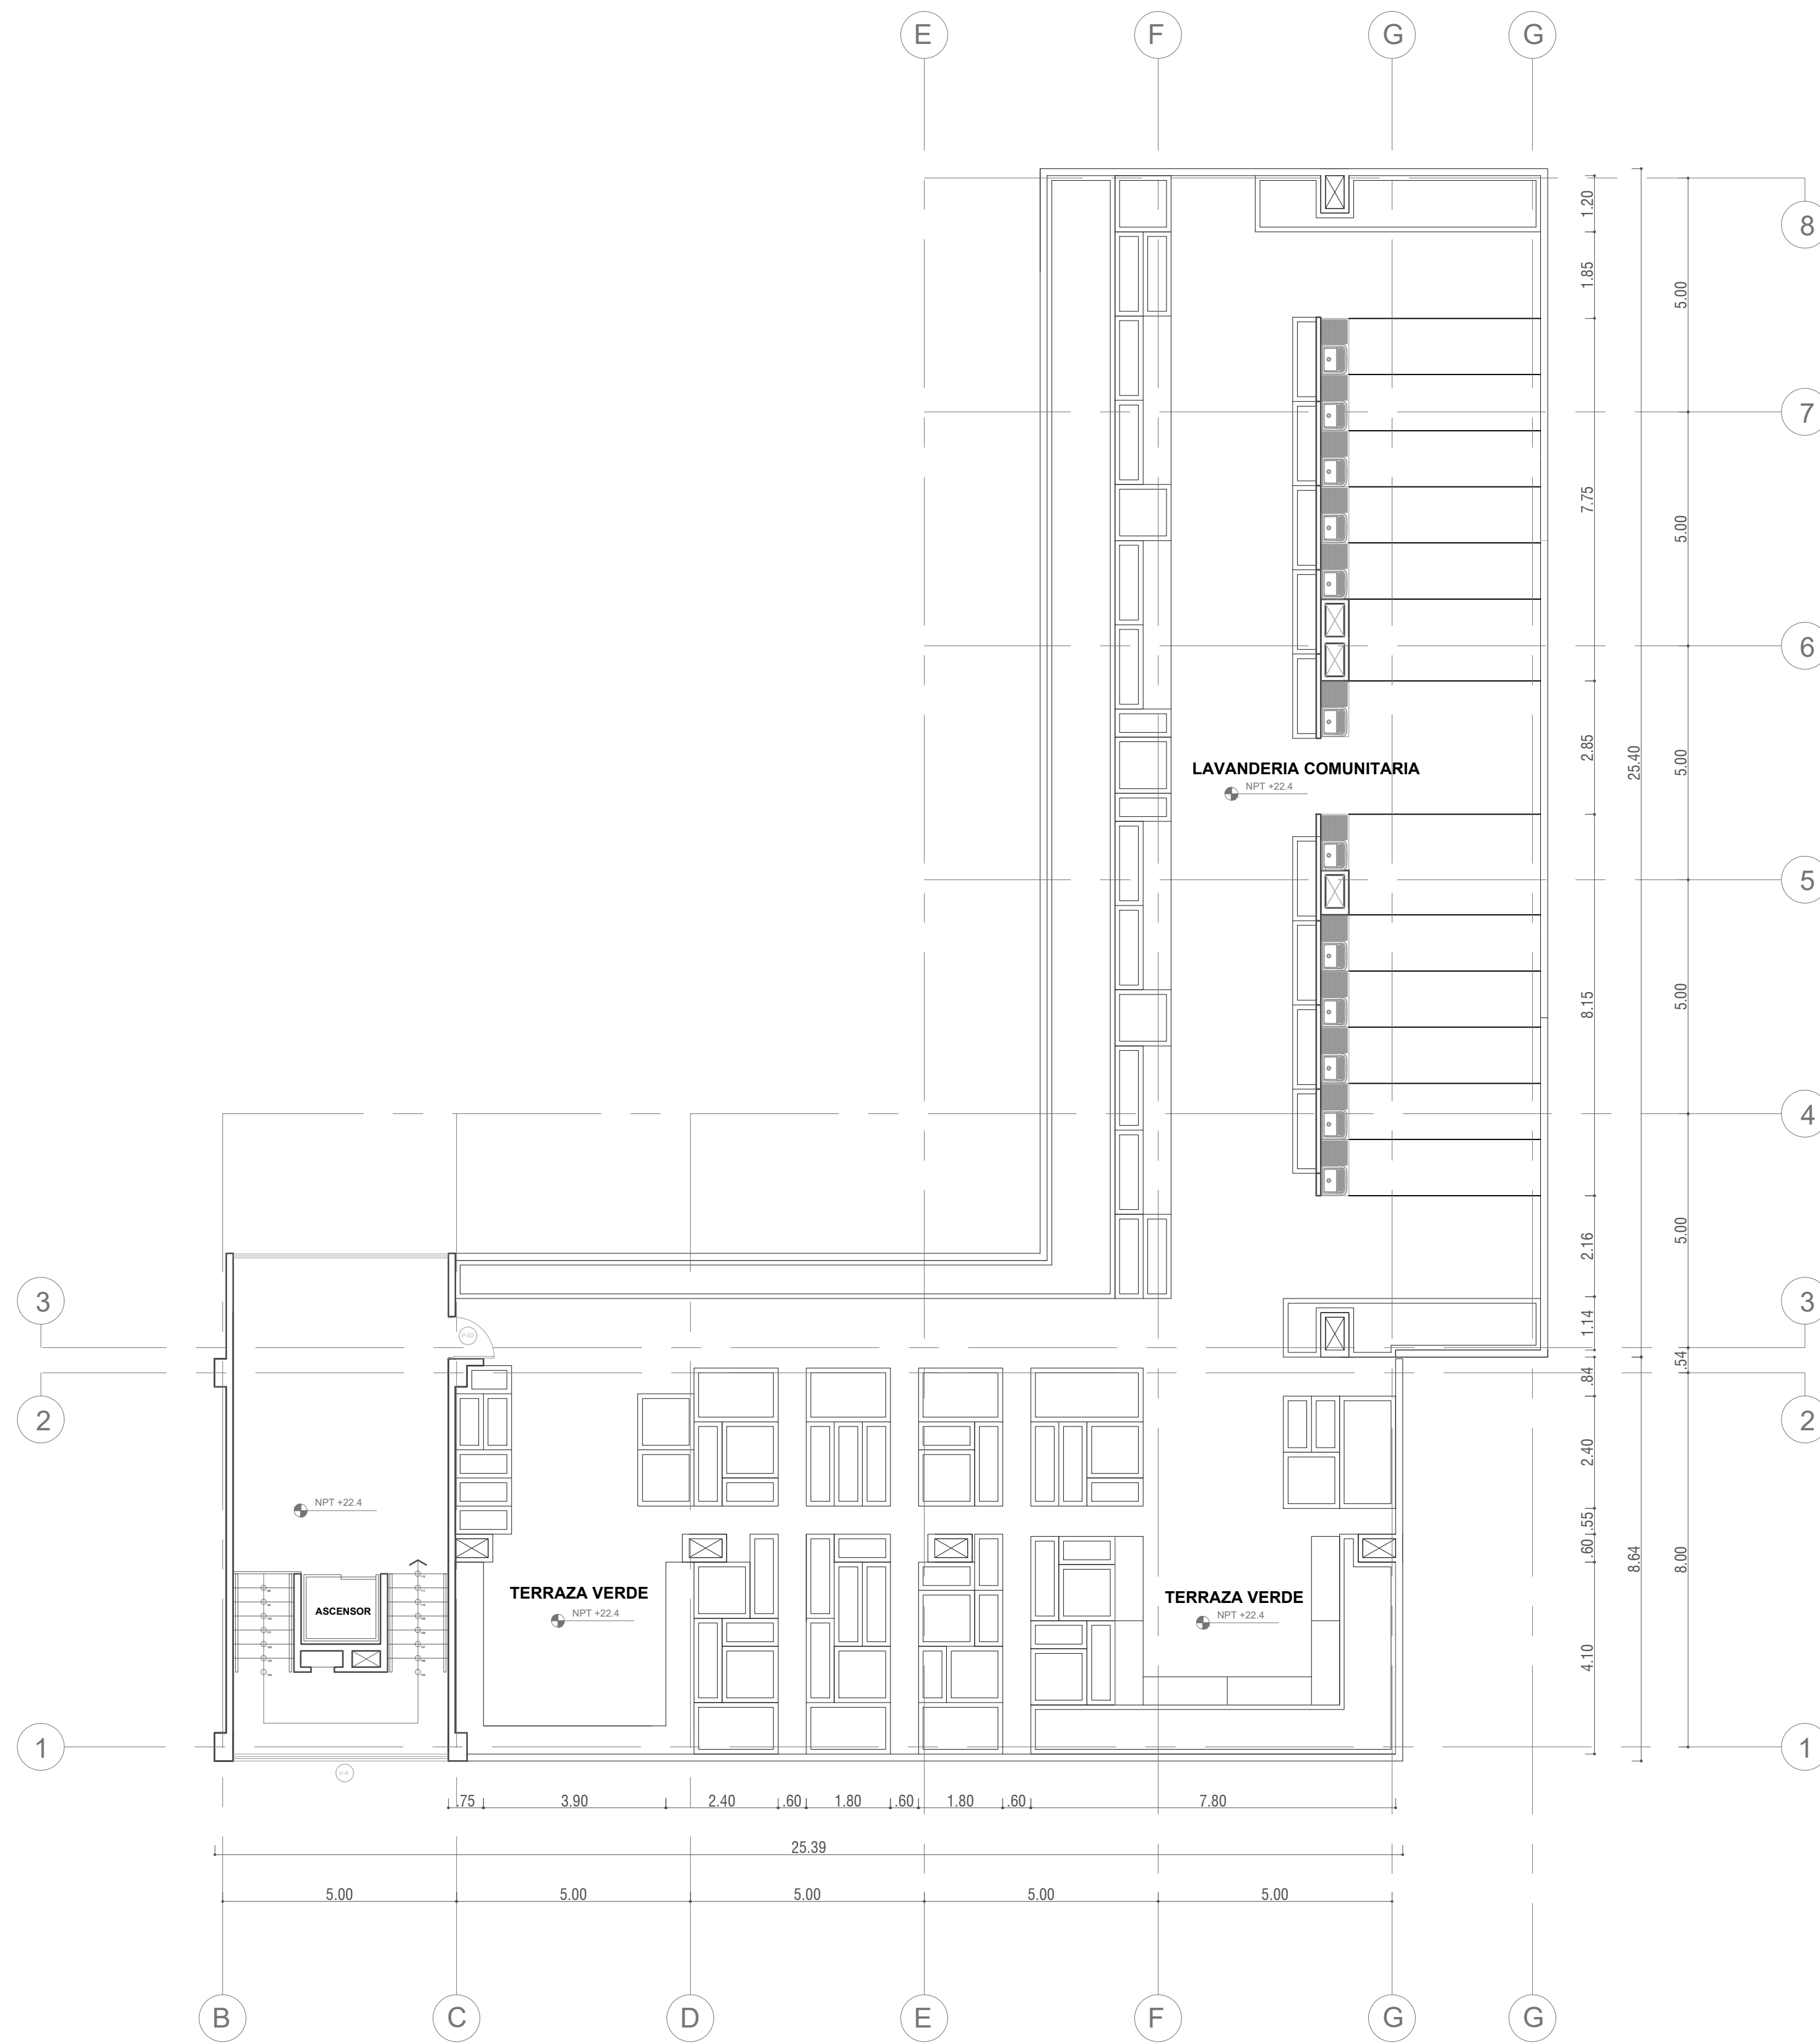 E
F
G
G
1.20
8
1.85
5.00
7
7.75
5.00
6
LAVANDERIA COMUNITARIA
NPT +22.4
2.85
25.40
5.00
5
8.15
5.00
4
2.16
5.00
3
P-02
1.14
3
.54
.84
2
2
2.40
NPT +22.4
.55
.60
8.64
8.00
ASCENSOR
TERRAZA VERDE
NPT +22.4
TERRAZA VERDE
NPT +22.4
4.10
1
1
V-4
.75
3.90
2.40
.60
1.80
.60
1.80
.60
7.80
25.39
5.00
5.00
5.00
5.00
5.00
B
C
D
E
F
G
G